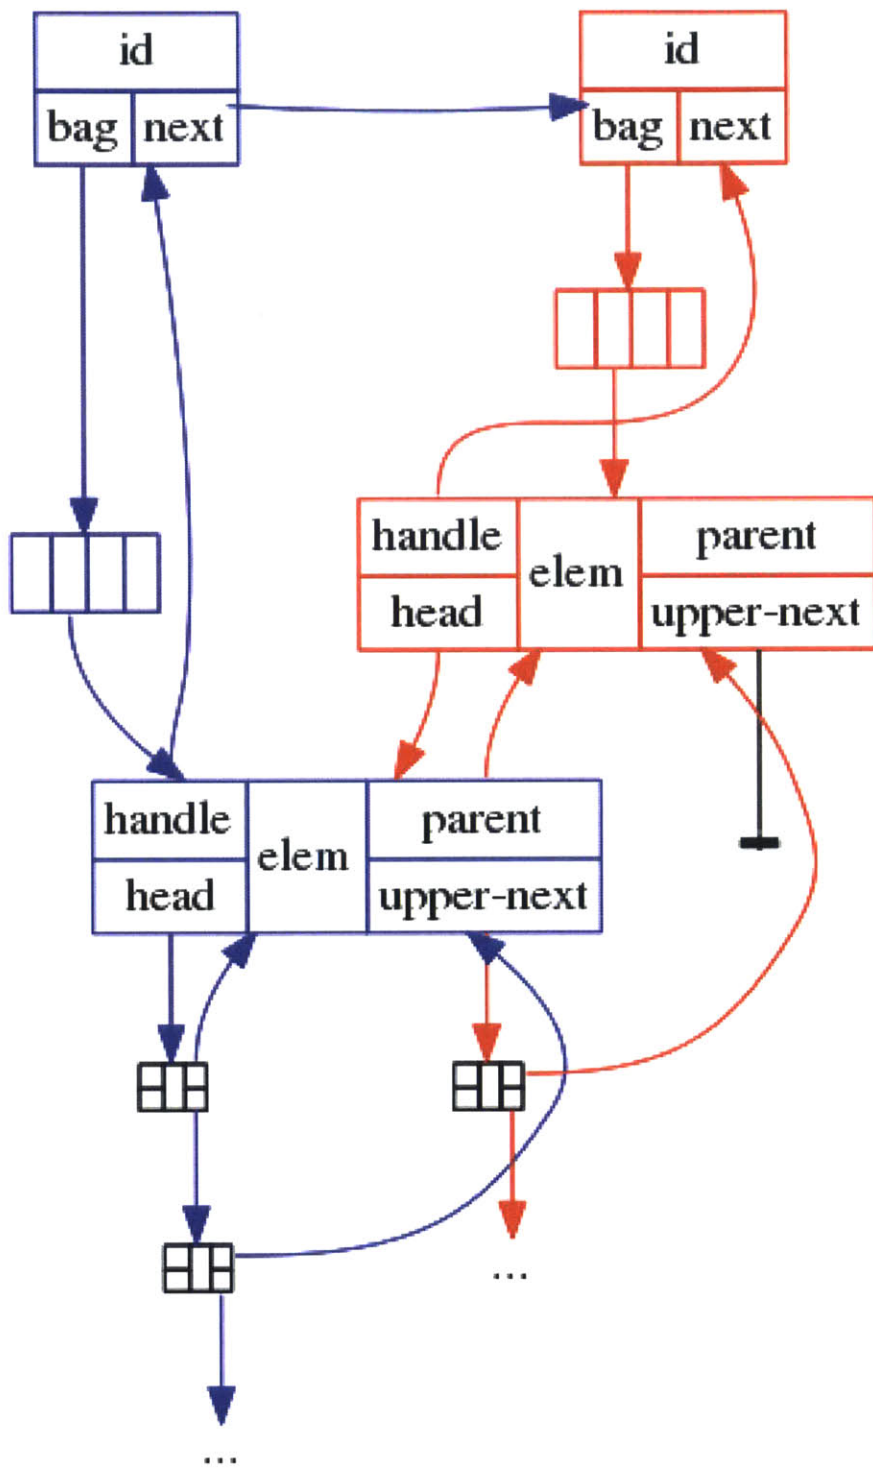 id
id
bag next
bag next
handle
elem
parent
head
upper-next
handle
elem
parent
head
upper-next
...
...